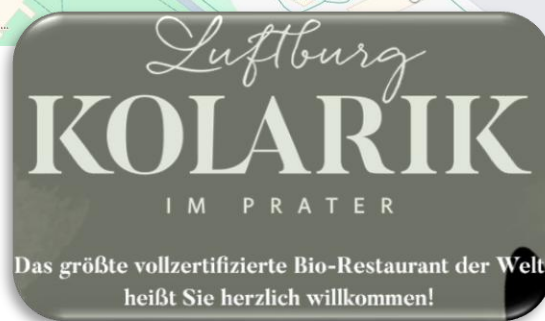 Luftburg
KOLARIK
IM PRATER
Das größte vollzertifizierte Bio-Restaurant der Welt
heißt Sie herzlich willkommen!